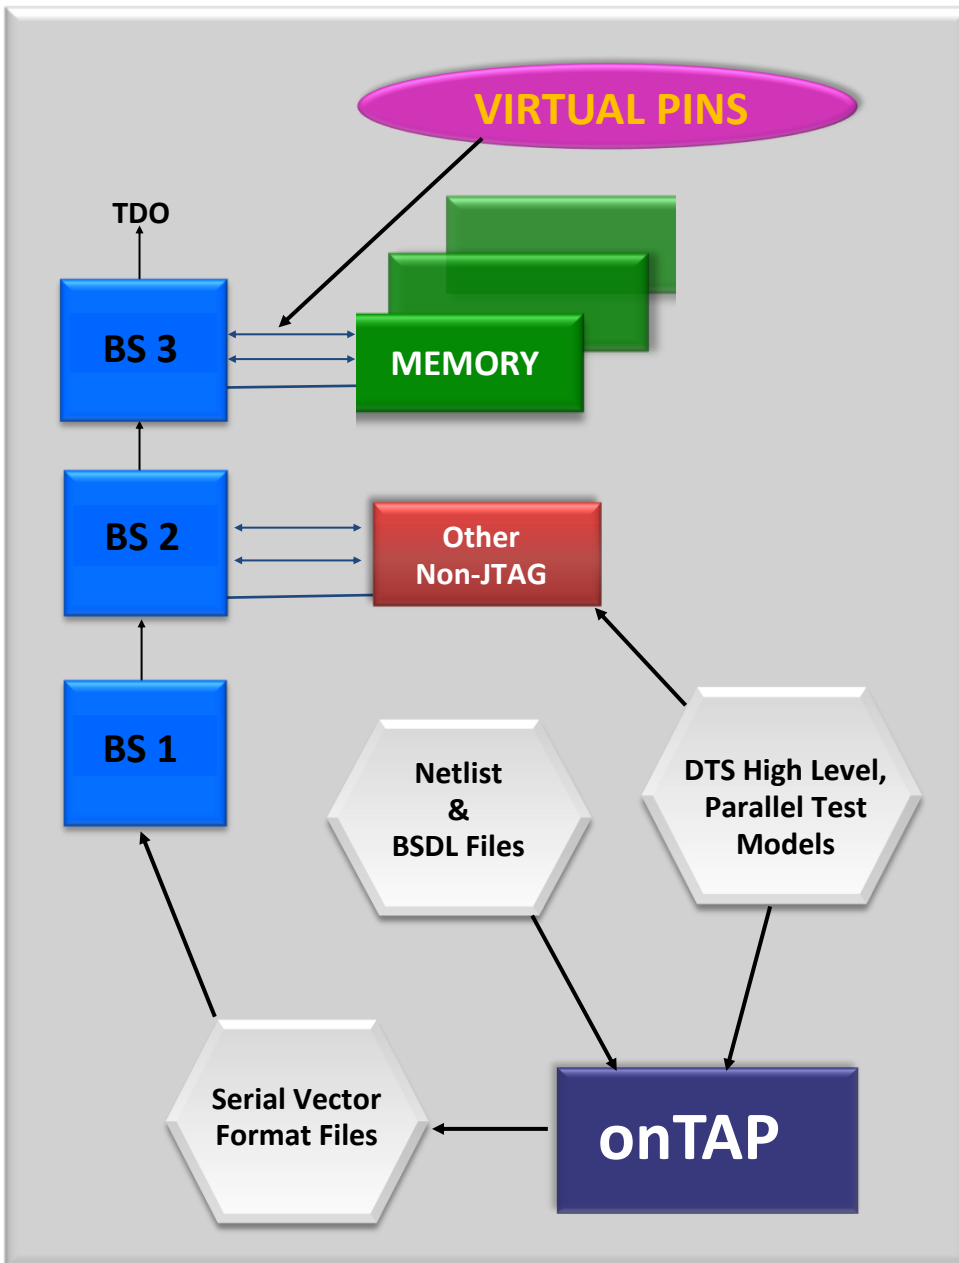 VIRTUAL PINS
TDO
BS 3
MEMORY
BS 2
Other
Non-JTAG
BS 1
Netlist
&
BSDL Files
DTS High Level,
Parallel Test
Models
Serial Vector
Format Files
onTAP